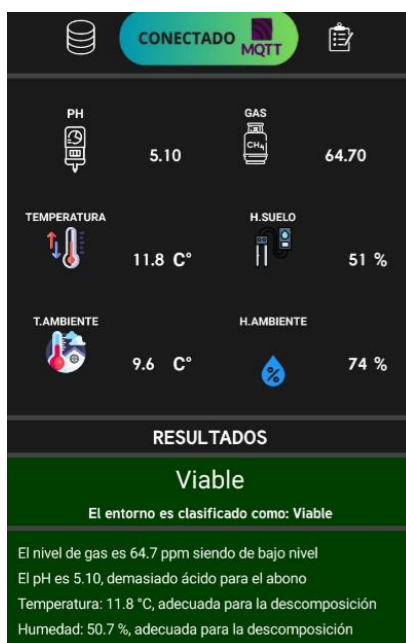 CONECTADO MQTT
PH GAS
CH₄
5.10 64.70
TEMPERATURA H.SUELO
11.8 C° 51 %
T.AMBIENTE H.AMBIENTE
9.6 C° % 74 %
RESULTADOS
Viable
El entorno es clasificado como: Viable
El nivel de gas es 64.7 ppm siendo de bajo nivel
El pH es 5.10, demasiado ácido para el abono
Temperatura: 11.8 °C, adecuada para la descomposición
Humedad: 50.7 %, adecuada para la descomposición